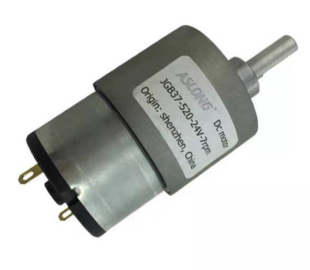 ASLONG® Dc motor
JGB37-520-24V-7rpm
Origin: shenzhen, China